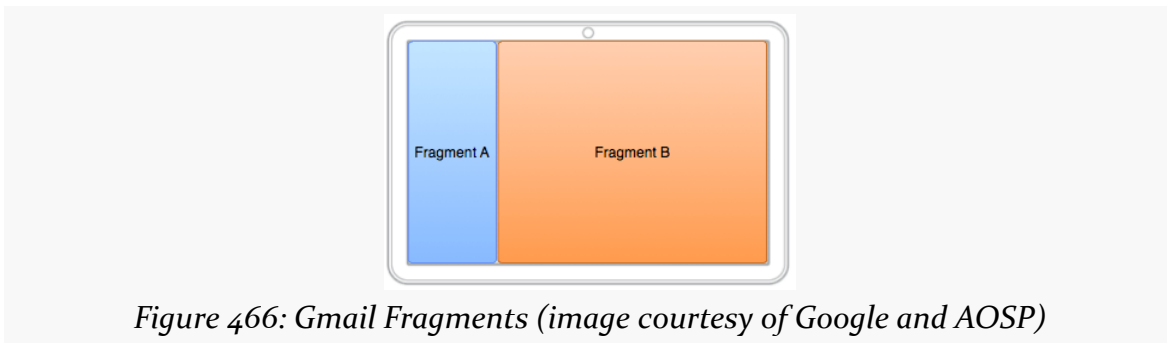 Fragment A
Fragment B
Figure 466: Gmail Fragments (image courtesy of Google and AOSP)